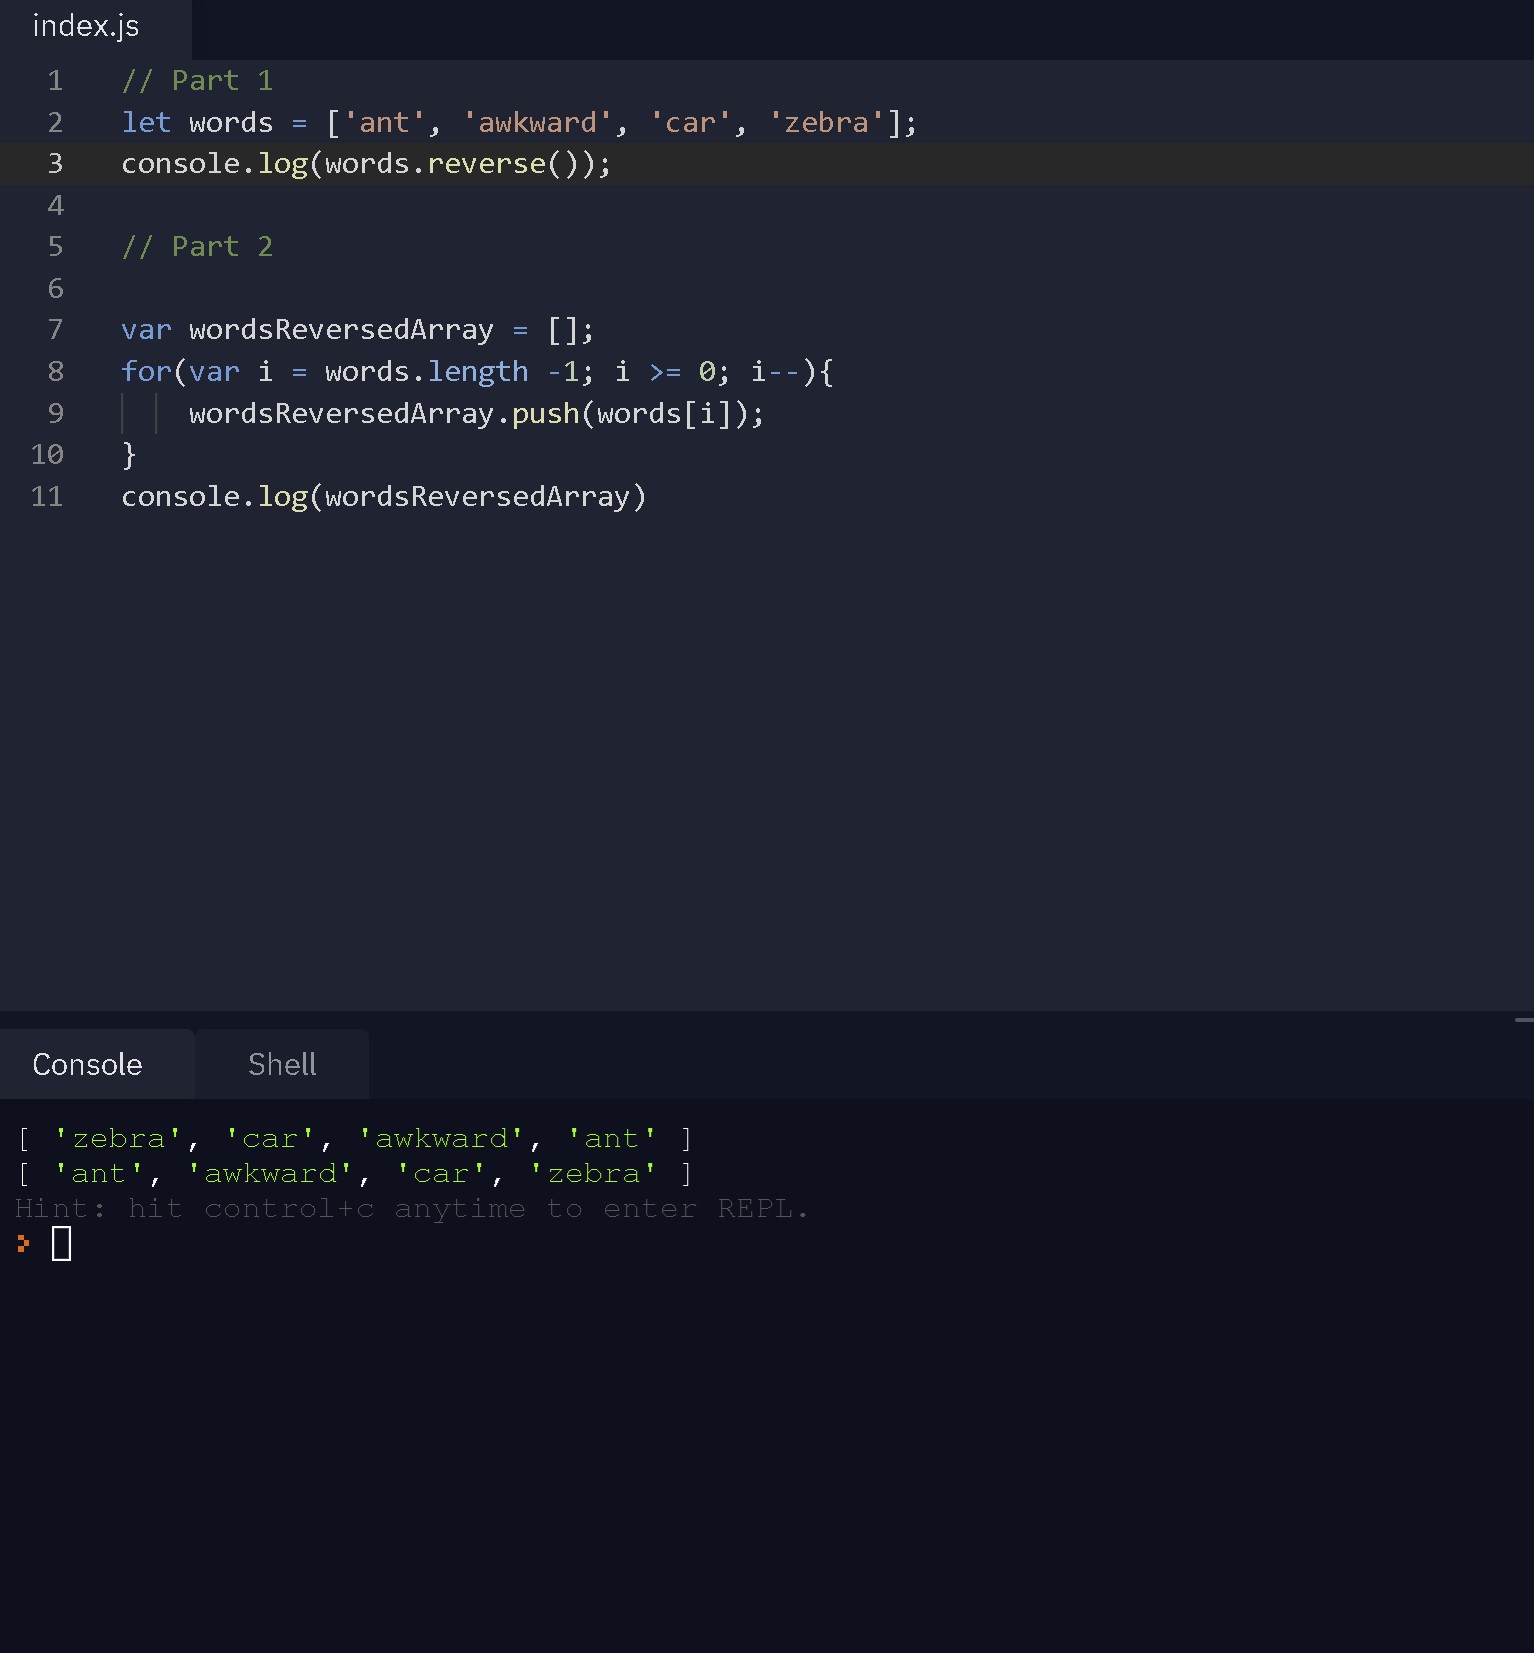 index.js
1 // Part 1
2 let words = ['ant', 'awkward', 'car', 'zebra'];
3 console.log(words.reverse());
4
5 // Part 2
6
7 var wordsReversedArray = [];
8 for(var i = words.length -1; i >= 0; i--){
9     wordsReversedArray.push(words[i]);
10 }
11 console.log(wordsReversedArray)
Console Shell
[ 'zebra', 'car', 'awkward', 'ant' ]
[ 'ant', 'awkward', 'car', 'zebra' ]
Hint: hit control+c anytime to enter REPL.
>